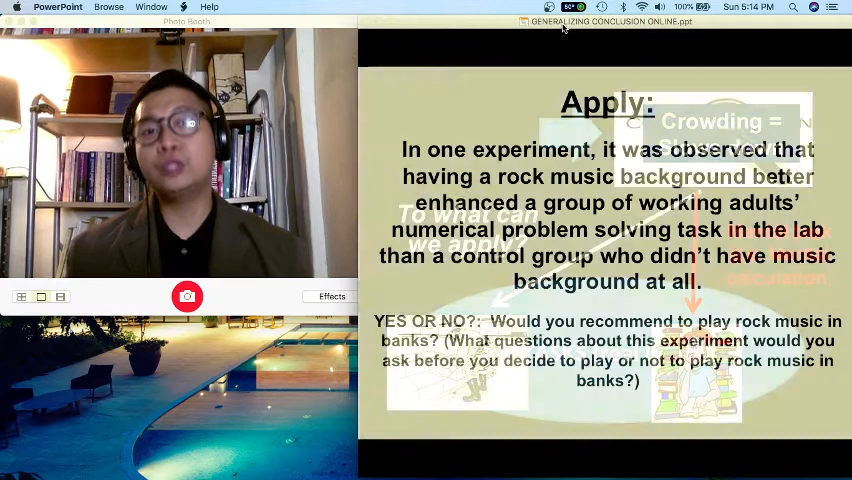 PowerPoint Browse Window Help
50° 100% Sun 5:14 PM
Photo Booth
GENERALIZING CONCLUSION ONLINE.ppt
Apply:
Crowding =
In one experiment, it was observed that
having a rock music background better
enhanced a group of working adults'
To what can
numerical problem solving task in the lab
we apply?
than a control group who didn't have music
calculation)
background at all.
Effects
YES OR NO?: Would you recommend to play rock music in
banks? (What questions about this experiment would you
ask before you decide to play or not to play rock music in
banks?)